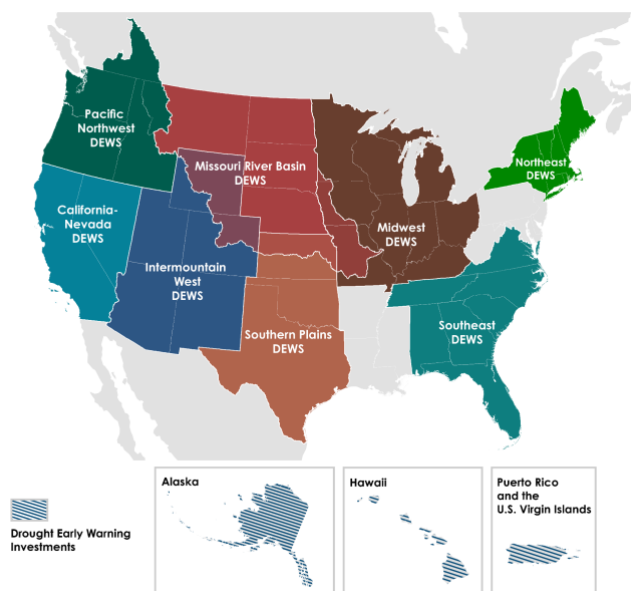 Pacific
Northwest
DEWS
Missouri River Basin
DEWS
Northeast
DEWS
California-
Nevada
DEWS
Midwest
DEWS
Intermountain
West
DEWS
Southern Plains
DEWS
Southeast
DEWS
Drought Early Warning
Investments
Alaska
Hawaii
Puerto Rico
and the
U.S. Virgin Islands